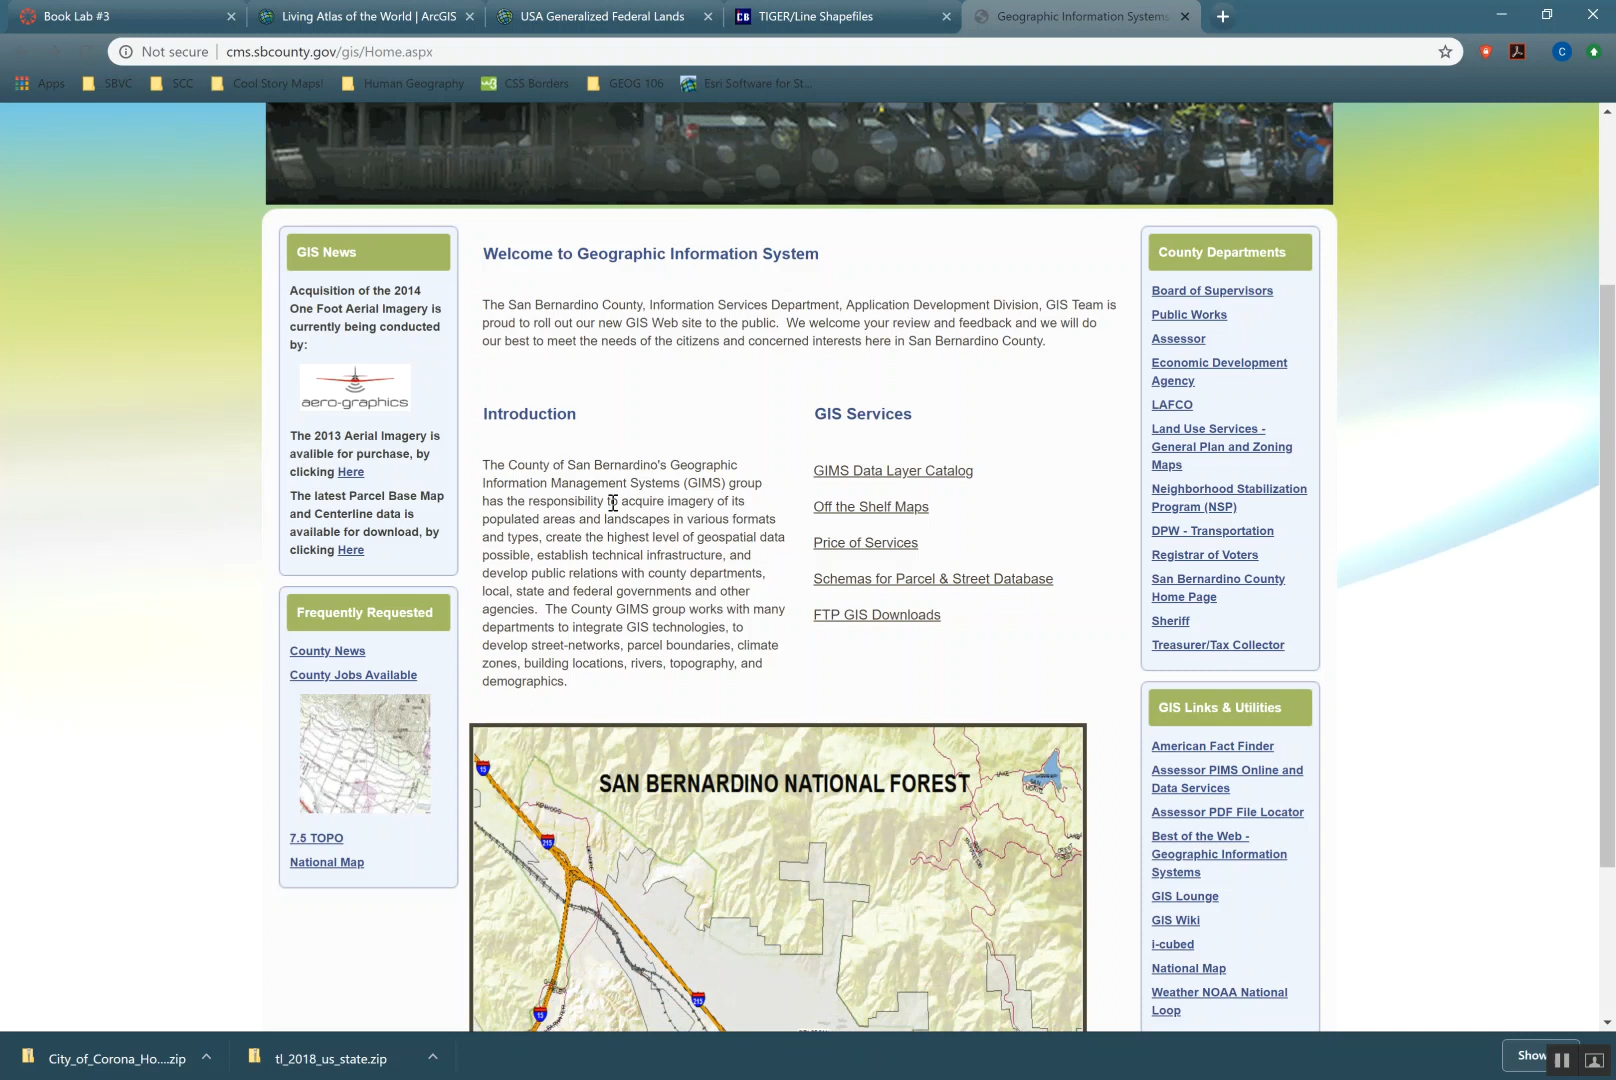 Book Lab #3
Living Atlas of the World | ArcGIS
USA Generalized Federal Lands
CB
TIGER/Line Shapefiles
Geographic Information Systems
Not secure
cms.sbcounty.gov/gis/Home.aspx
C
Apps
SBVC
SCC
Cool Story Maps!
Human Geography
w3
CSS Borders
GEOG 106
Esri Software for St...
GIS News
Acquisition of the 2014
One Foot Aerial Imagery is
currently being conducted
by:
aero-graphics
The 2013 Aerial Imagery is
avalible for purchase, by
clicking Here
The latest Parcel Base Map
and Centerline data is
available for download, by
clicking Here
Frequently Requested
County News
County Jobs Available
7.5 TOPO
National Map
Welcome to Geographic Information System
The San Bernardino County, Information Services Department, Application Development Division, GIS Team is
proud to roll out our new GIS Web site to the public.  We welcome your review and feedback and we will do
our best to meet the needs of the citizens and concerned interests here in San Bernardino County.
Introduction
The County of San Bernardino's Geographic
Information Management Systems (GIMS) group
has the responsibility to acquire imagery of its
populated areas and landscapes in various formats
and types, create the highest level of geospatial data
possible, establish technical infrastructure, and
develop public relations with county departments,
local, state and federal governments and other
agencies.  The County GIMS group works with many
departments to integrate GIS technologies, to
develop street-networks, parcel boundaries, climate
zones, building locations, rivers, topography, and
demographics.
GIS Services
GIMS Data Layer Catalog
Off the Shelf Maps
Price of Services
Schemas for Parcel & Street Database
FTP GIS Downloads
SAN BERNARDINO NATIONAL FOREST
15
215
15
215
County Departments
Board of Supervisors
Public Works
Assessor
Economic Development
Agency
LAFCO
Land Use Services -
General Plan and Zoning
Maps
Neighborhood Stabilization
Program (NSP)
DPW - Transportation
Registrar of Voters
San Bernardino County
Home Page
Sheriff
Treasurer/Tax Collector
GIS Links & Utilities
American Fact Finder
Assessor PIMS Online and
Data Services
Assessor PDF File Locator
Best of the Web -
Geographic Information
Systems
GIS Lounge
GIS Wiki
i-cubed
National Map
Weather NOAA National
Loop
City_of_Corona_Ho....zip
tl_2018_us_state.zip
Show